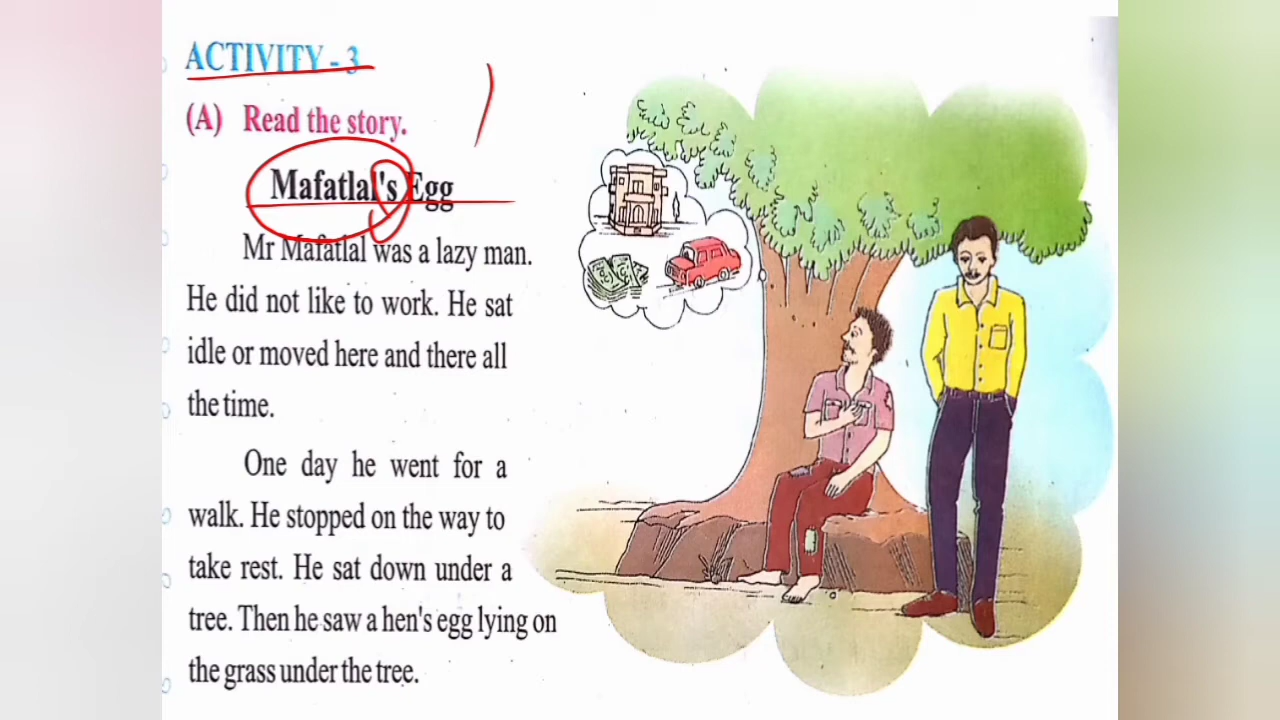 ACTIVITY - 3
(A) Read the story.
Mafatlal's Egg
Mr Mafatlal was a lazy man.
He did not like to work. He sat
idle or moved here and there all
the time.
One day he went for a
walk. He stopped on the way to
take rest. He sat down under a
tree. Then he saw a hen's egg lying on
the grass under the tree.